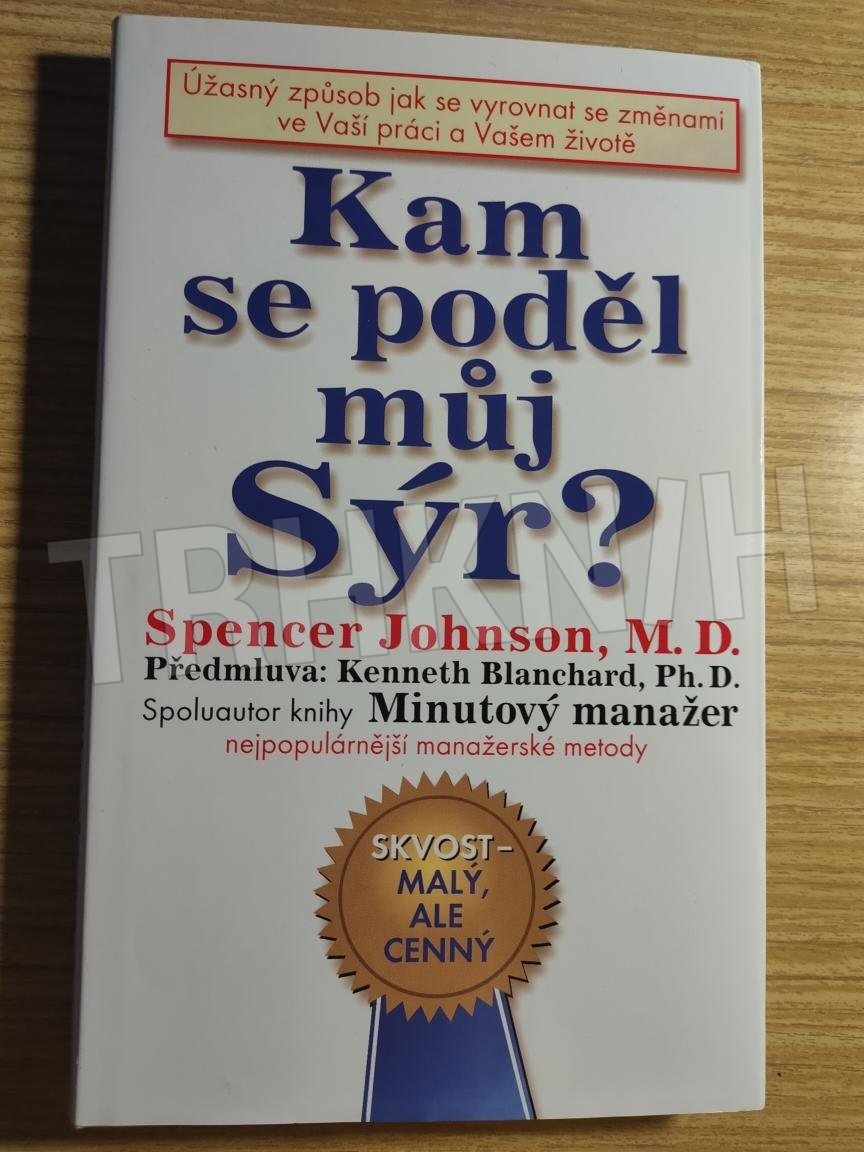 Úžasný způsob jak se vyrovnat se změnami
ve Vaší práci a Vašem životě
Kam
se poděl
můj
Sýr?
TRHKNIH
Spencer Johnson, M. D.
Předmluva: Kenneth Blanchard, Ph. D.
Spoluautor knihy Minutový manažer
nejpopulárnější manažerské metody
SKVOST–
MALÝ,
ALE
CENNÝ